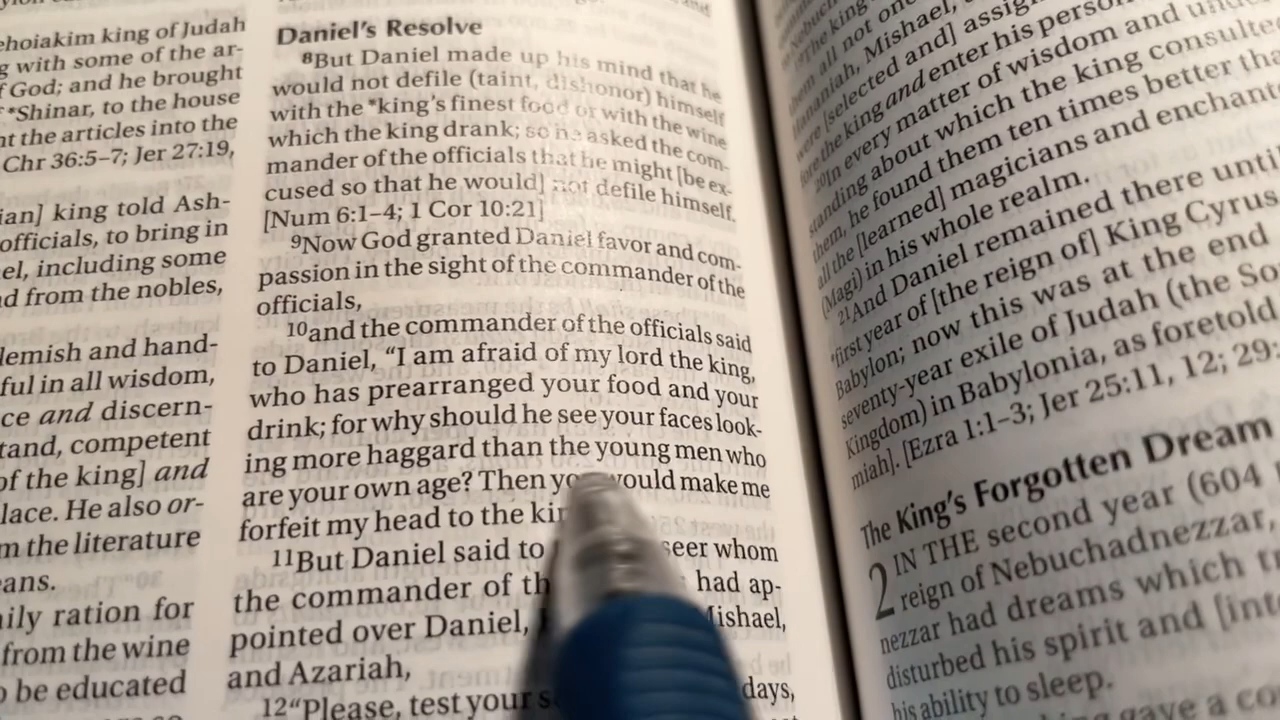 ehoiakim king of Judah
with some of the ar-
God; and he brought
*Shinar, to the house
the articles into the
Chr 36:5–7; Jer 27:19,
ian] king told Ash-
officials, to bring in
including some
from the nobles,
lemish and hand-
ful in all wisdom,
and discern-
tand, competent
of the king] and
lace. He also or-
the literature
eans.
ily ration for
from the wine
be educated
Daniel's Resolve
8But Daniel made up his mind that he
would not defile (taint, dishonor) himself
with the *king's finest food or with the wine
which the king drank; so he asked the com-
mander of the officials that he might [be ex-
cused so that he would] not defile himself.
[Num 6:1–4; 1 Cor 10:21]
9Now God granted Daniel favor and com-
passion in the sight of the commander of the
officials,
10and the commander of the officials said
to Daniel, “I am afraid of my lord the king,
who has prearranged your food and your
drink; for why should he see your faces look-
ing more haggard than the young men who
are your own age? Then would make me
forfeit my head to the
11But Daniel said to seer whom
the commander of had ap-
pointed over Daniel, Mishael,
and Azariah,
12“Please, test your days,
The king
them all not one
Hananiah, Mishael,
were [selected and] assig
the king and enter his person
20In every matter of wisdom and
standing about which the king consulte
them, he found them ten times better tha
all the [learned] magicians and enchant
(Magi) in his whole realm.
21And Daniel remained there until
*first year of [the reign of] King Cyrus
Babylon; now this was at the end
seventy-year exile of Judah (the
Kingdom) in Babylonia, as foretold
miah]. [Ezra 1:1–3; Jer 25:11, 12; 29:
The King's Forgotten Dream
2 IN THE second year (604
reign of Nebuchadnezzar,
nezzar had dreams which
disturbed his spirit and
his ability to sleep.
gave a